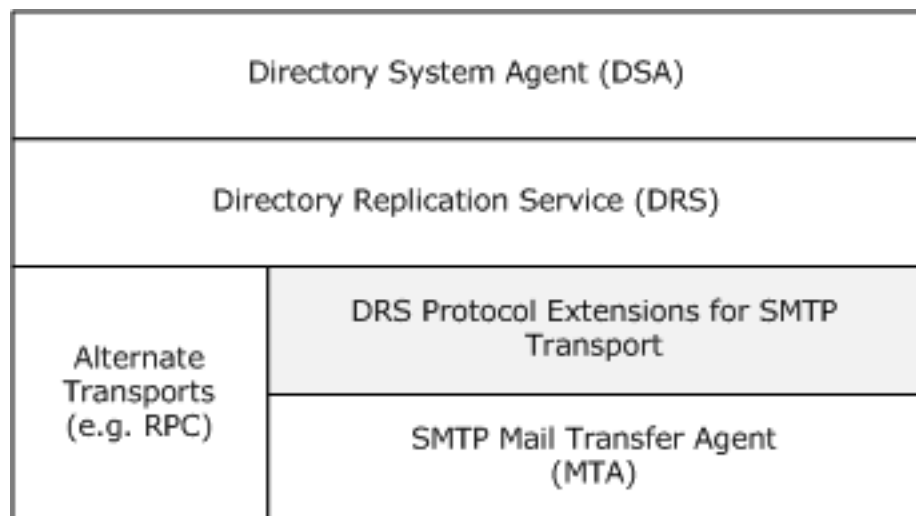 Directory System Agent (DSA)
Directory Replication Service (DRS)
Alternate
Transports
(e.g. RPC)
DRS Protocol Extensions for SMTP
Transport
SMTP Mail Transfer Agent
(MTA)